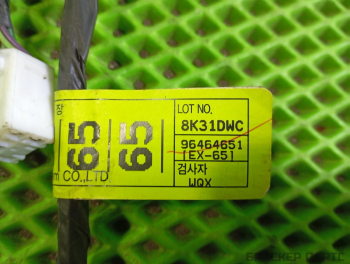 65
65
CO.,LTD
LOT NO.
8K31DWC
96464651
[EX-65]
검사자
WQX